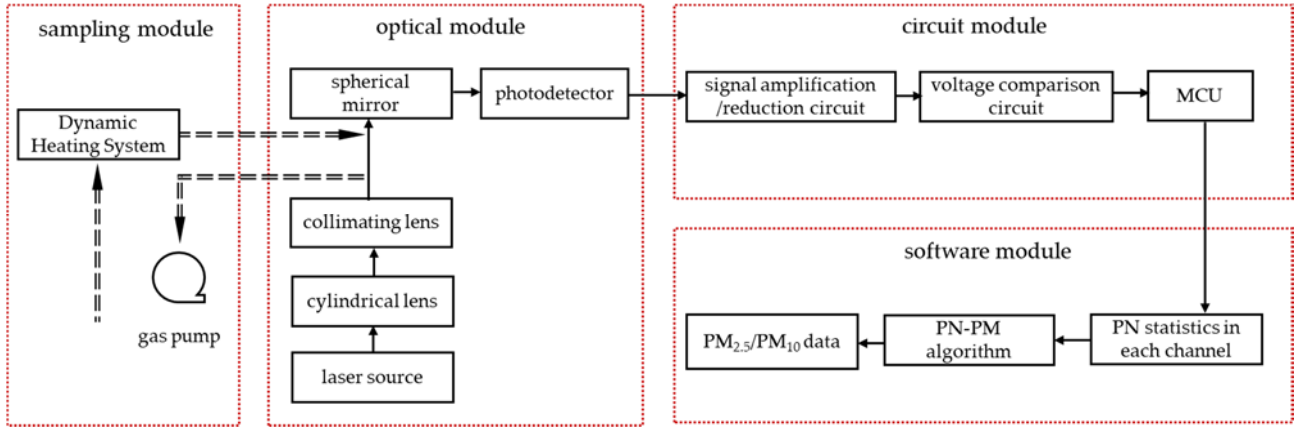 sampling module
Dynamic
Heating System
gas pump
optical module
spherical
mirror
photodetector
collimating lens
cylindrical lens
laser source
circuit module
signal amplification
/reduction circuit
voltage comparison
circuit
MCU
software module
PM2.5/PM10 data
PN-PM
algorithm
PN statistics in
each channel